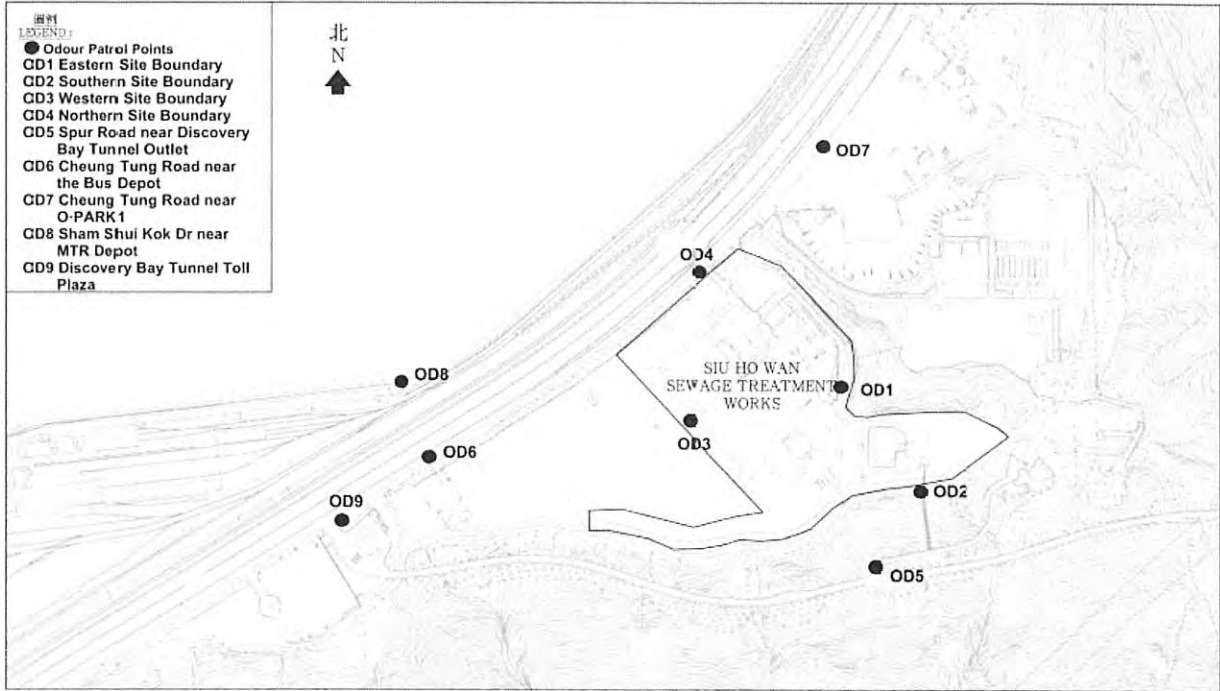 圖例
LEGEND:
Odour Patrol Points
OD1 Eastern Site Boundary
OD2 Southern Site Boundary
OD3 Western Site Boundary
OD4 Northern Site Boundary
OD5 Spur Road near Discovery
Bay Tunnel Outlet
OD6 Cheung Tung Road near
the Bus Depot
OD7 Cheung Tung Road near
O-PARK1
OD8 Sham Shui Kok Dr near
MTR Depot
OD9 Discovery Bay Tunnel Toll
Plaza
北
N
OD7
OD4
OD8
SIU HO WAN
SEWAGE TREATMENT
WORKS
OD1
OD3
OD6
OD2
OD9
OD5